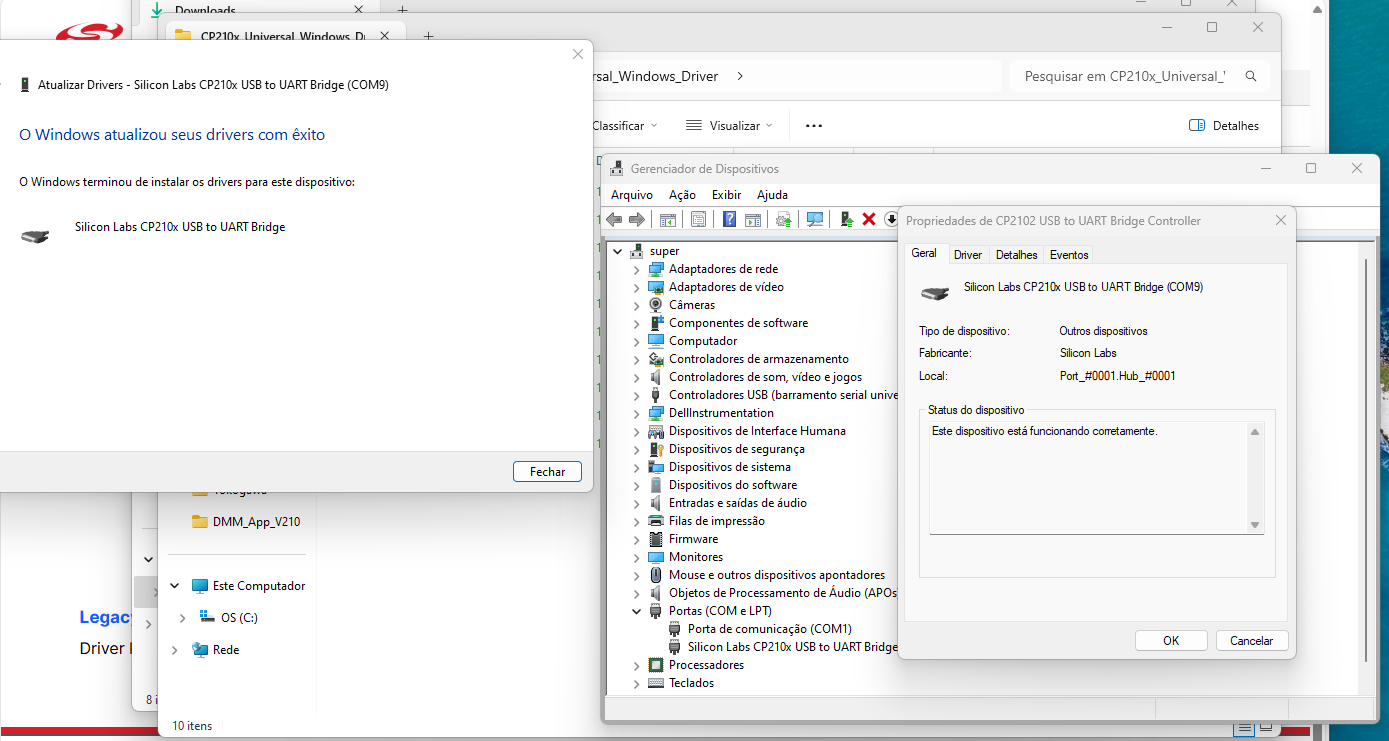 Downloads
CP210x_Universal_Windows_Dr
Atualizar Drivers - Silicon Labs CP210x USB to UART Bridge (COM9)
O Windows atualizou seus drivers com êxito
O Windows terminou de instalar os drivers para este dispositivo:
Silicon Labs CP210x USB to UART Bridge
Fechar
rsal_Windows_Driver
Pesquisar em CP210x_Universal_
Classificar
Visualizar
Detalhes
Gerenciador de Dispositivos
Arquivo Ação Exibir Ajuda
super
Adaptadores de rede
Adaptadores de vídeo
Câmeras
Componentes de software
Computador
Controladores de armazenamento
Controladores de som, vídeo e jogos
Controladores USB (barramento serial unive
DellInstrumentation
Dispositivos de Interface Humana
Dispositivos de segurança
Dispositivos de sistema
Dispositivos do software
Entradas e saídas de áudio
Filas de impressão
Firmware
Monitores
Mouse e outros dispositivos apontadores
Objetos de Processamento de Áudio (APOs)
Portas (COM e LPT)
Porta de comunicação (COM1)
Silicon Labs CP210x USB to UART Bridge
Processadores
Teclados
Propriedades de CP2102 USB to UART Bridge Controller
Geral Driver Detalhes Eventos
Silicon Labs CP210x USB to UART Bridge (COM9)
Tipo de dispositivo: Outros dispositivos
Fabricante: Silicon Labs
Local: Port_#0001.Hub_#0001
Status do dispositivo
Este dispositivo está funcionando corretamente.
OK Cancelar
Yokogawa
DMM_App_V210
Este Computador
OS (C:)
Rede
Legac
Driver
8 i
10 itens